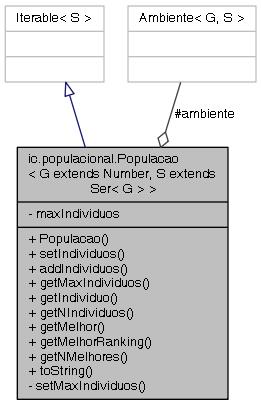 Iterable< S >
Ambiente< G, S >
#ambiente
ic.populacional.Populacao
< G extends Number, S extends
Ser< G > >
- maxIndividuos
+ Populacao()
+ setIndividuos()
+ addIndividuos()
+ getMaxIndividuos()
+ getIndividuo()
+ getNIndividuos()
+ getMelhor()
+ getMelhorRanking()
+ getNMelhores()
+ toString()
- setMaxIndividuos()